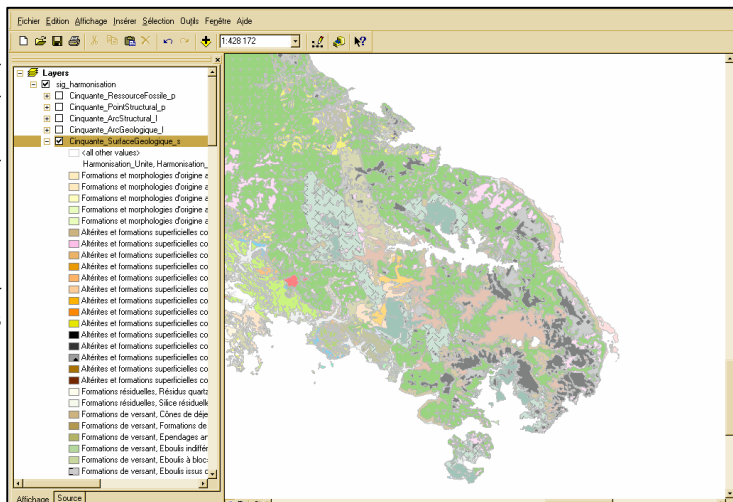 Fichier Edition Affichage Insérer Sélection Outils Fenêtre Aide
1:428 172
Layers
sig_harmonisation
Cinquante_RessourceFossile_p
Cinquante_PointStructural_p
Cinquante_ArcStructural_l
Cinquante_ArcGeologique_l
Cinquante_SurfaceGeologique_s
<all other values>
Harmonisation_Unite, Harmonisation_
Formations et morphologies d'origine a
Formations et morphologies d'origine a
Formations et morphologies d'origine a
Formations et morphologies d'origine a
Formations et morphologies d'origine a
Altérites et formations superficielles co
Altérites et formations superficielles co
Altérites et formations superficielles co
Altérites et formations superficielles co
Altérites et formations superficielles co
Altérites et formations superficielles co
Altérites et formations superficielles co
Altérites et formations superficielles co
Altérites et formations superficielles co
Altérites et formations superficielles co
Altérites et formations superficielles co
Altérites et formations superficielles co
Altérites et formations superficielles co
Altérites et formations superficielles co
Formations résiduelles, Résidus quartz
Formations résiduelles, Silice résiduelle
Formations de versant, Cônes de déje
Formations de versant, Formations de
Formations de versant, Ependages ar
Formations de versant, Eboulis indiffér
Formations de versant, Eboulis à bloc
Formations de versant, Eboulis issus c
Affichage Source